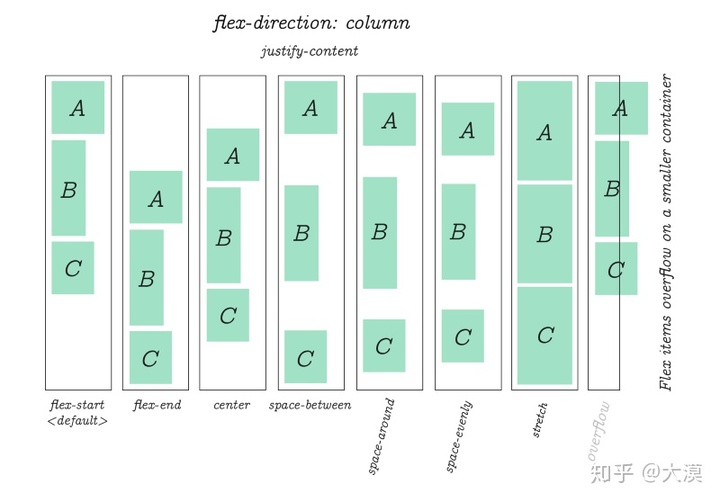 flex-direction: column
justify-content
A
B
C
A
B
C
A
B
C
A
B
C
A
B
C
A
B
C
A
B
C
A
B
C
flex-start
<default>
flex-end
center
space-between
space-around
space-evenly
stretch
overflow
Flex items overflow on a smaller container
知乎 @大漠